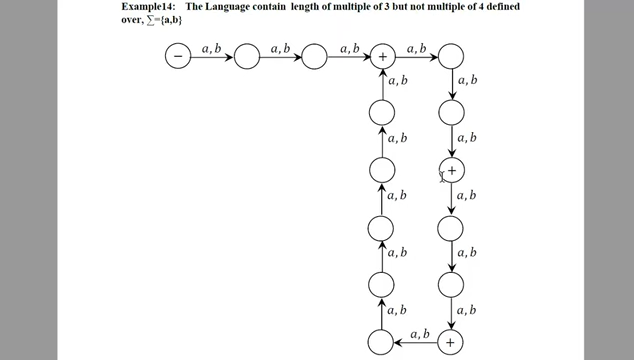 Example14: The Language contain length of multiple of 3 but not multiple of 4 defined
over, ∑={a,b}
a, b a, b a, b a, b
− +
a, b a, b
a, b a, b
+
a, b a, b
a, b a, b
a, b a, b
a, b
+